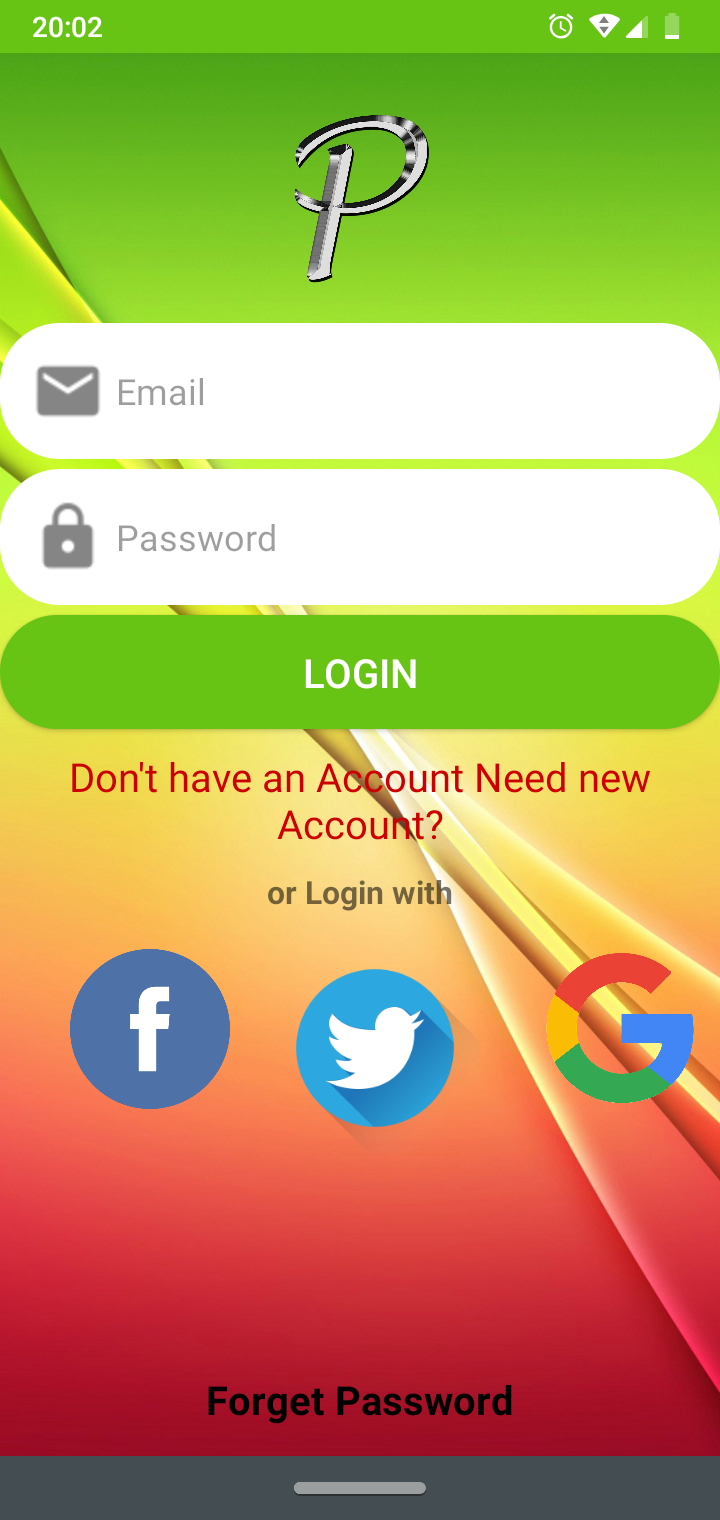 20:02
P
Email
Password
LOGIN
Don't have an Account Need new
Account?
or Login with
f
G
Forget Password